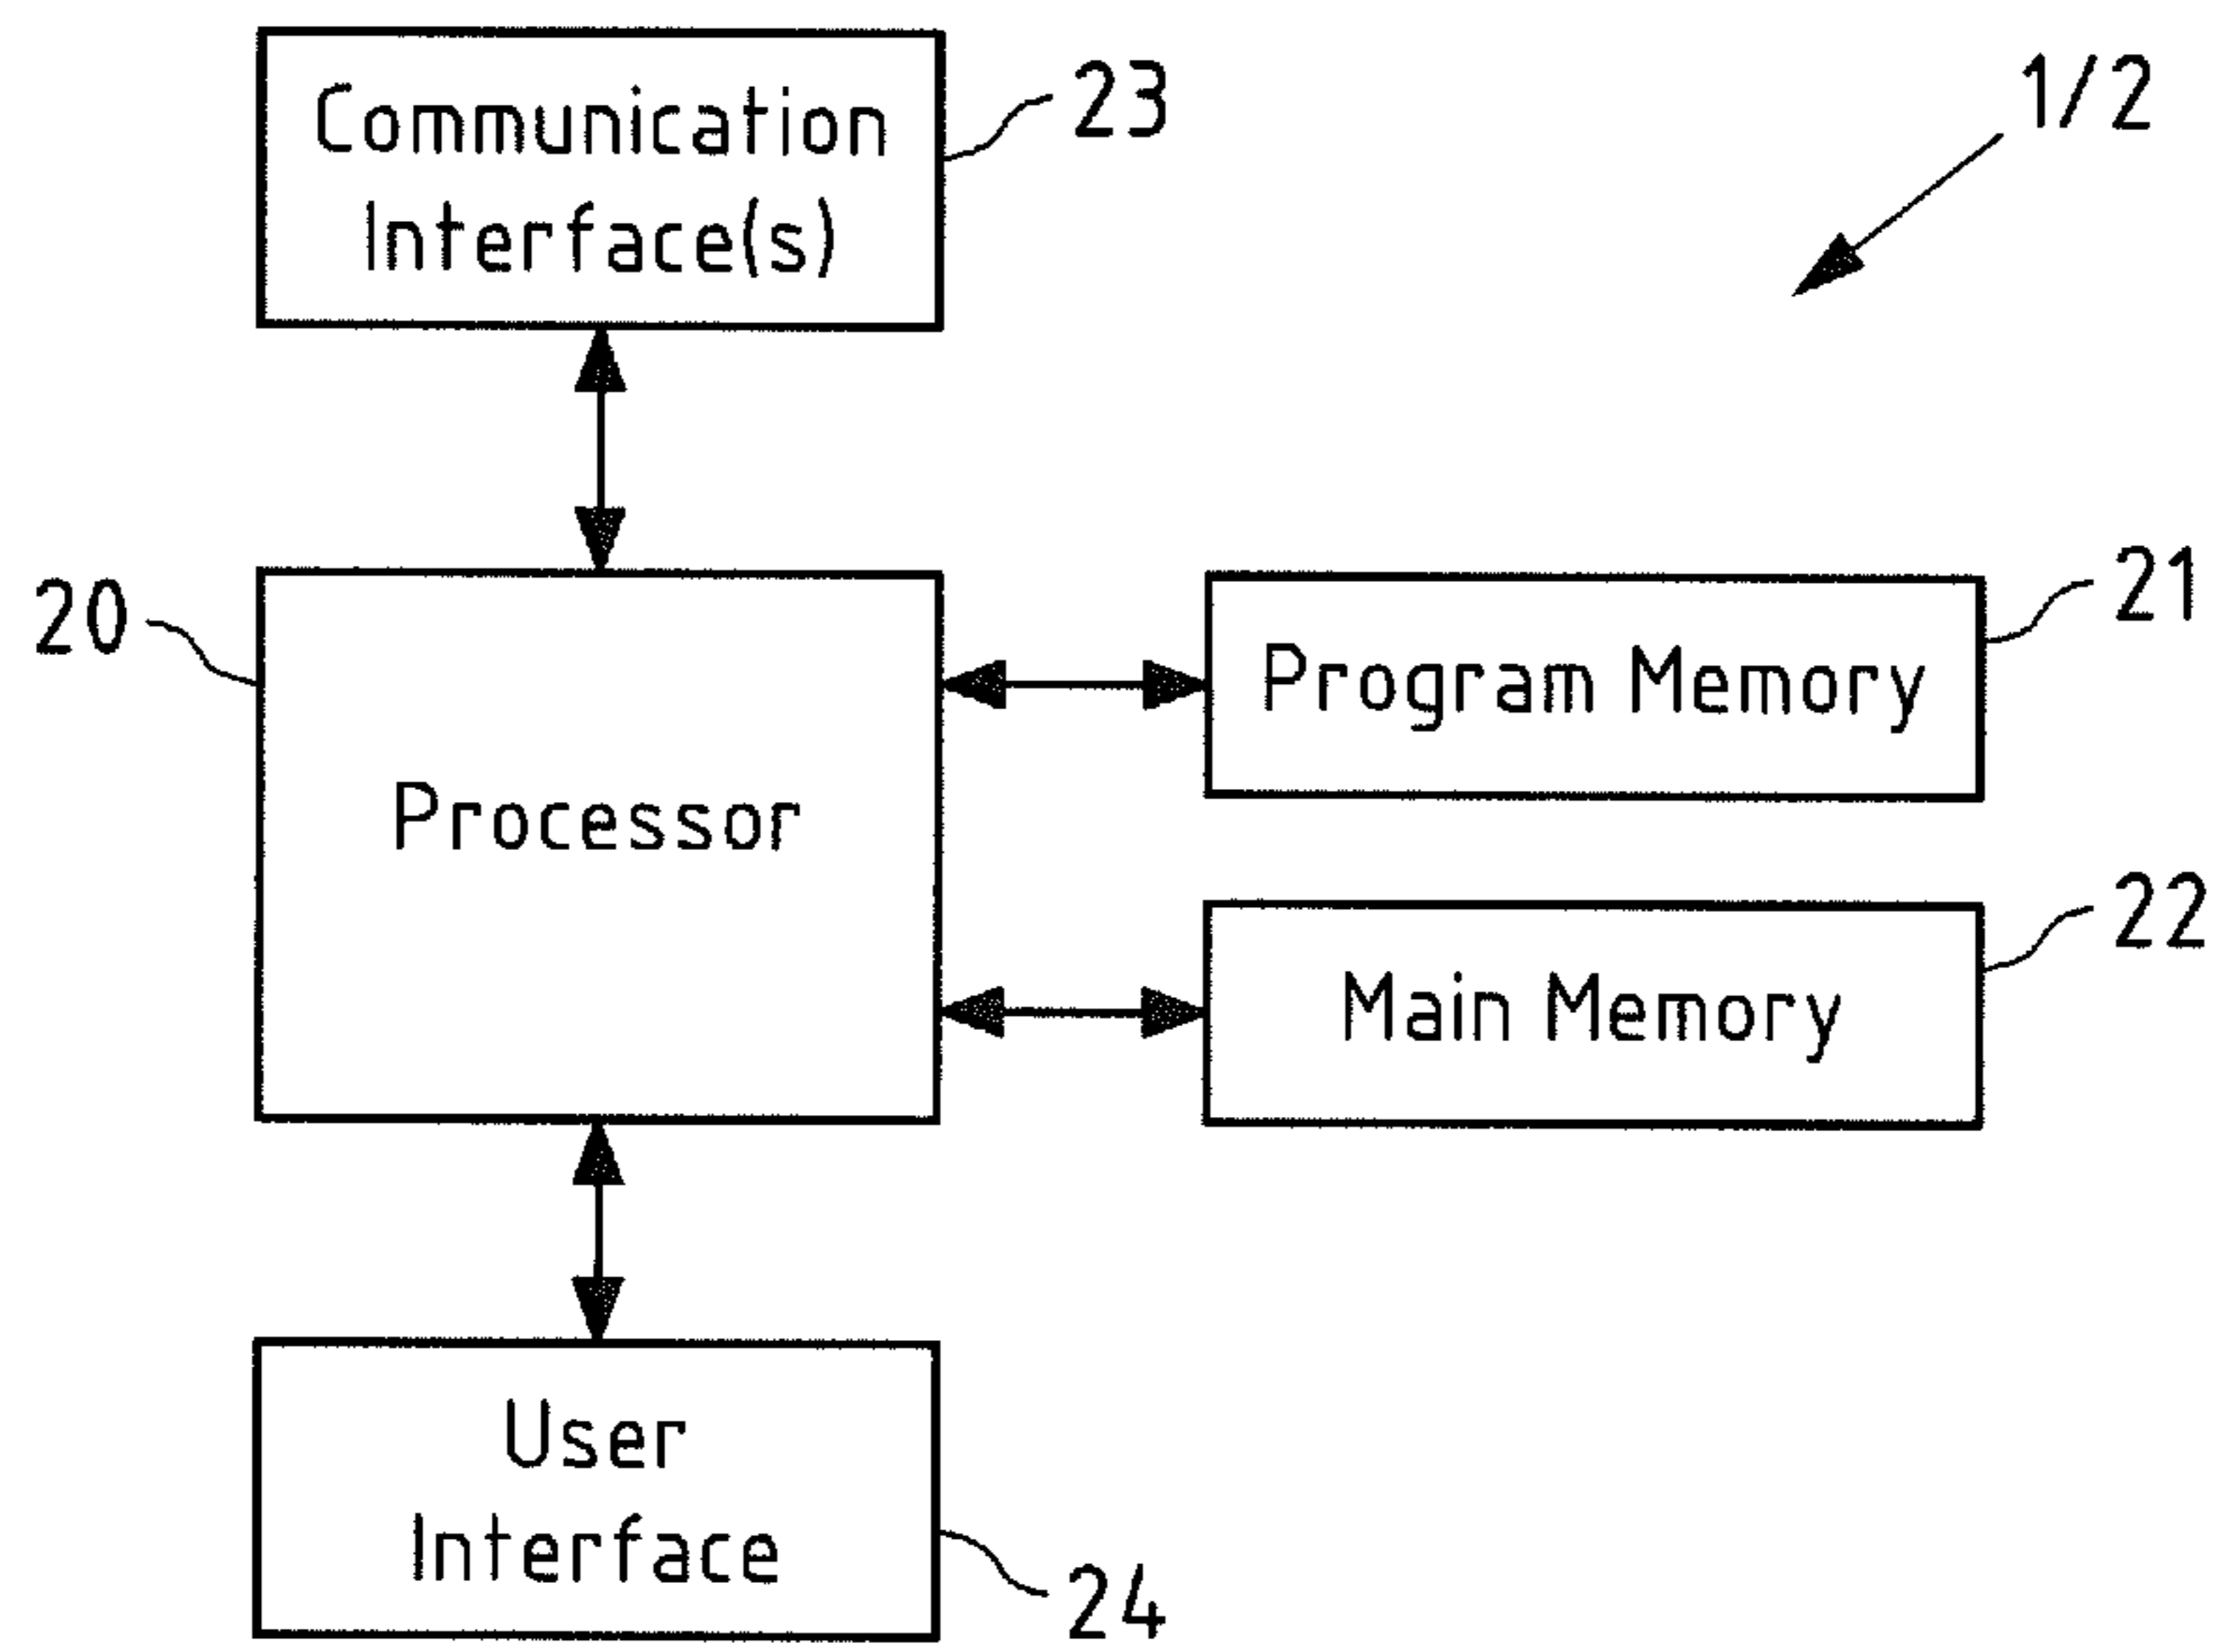 Communication
Interface(s)
23
1/2
20
Processor
Program Memory
21
Main Memory
22
User
Interface
24